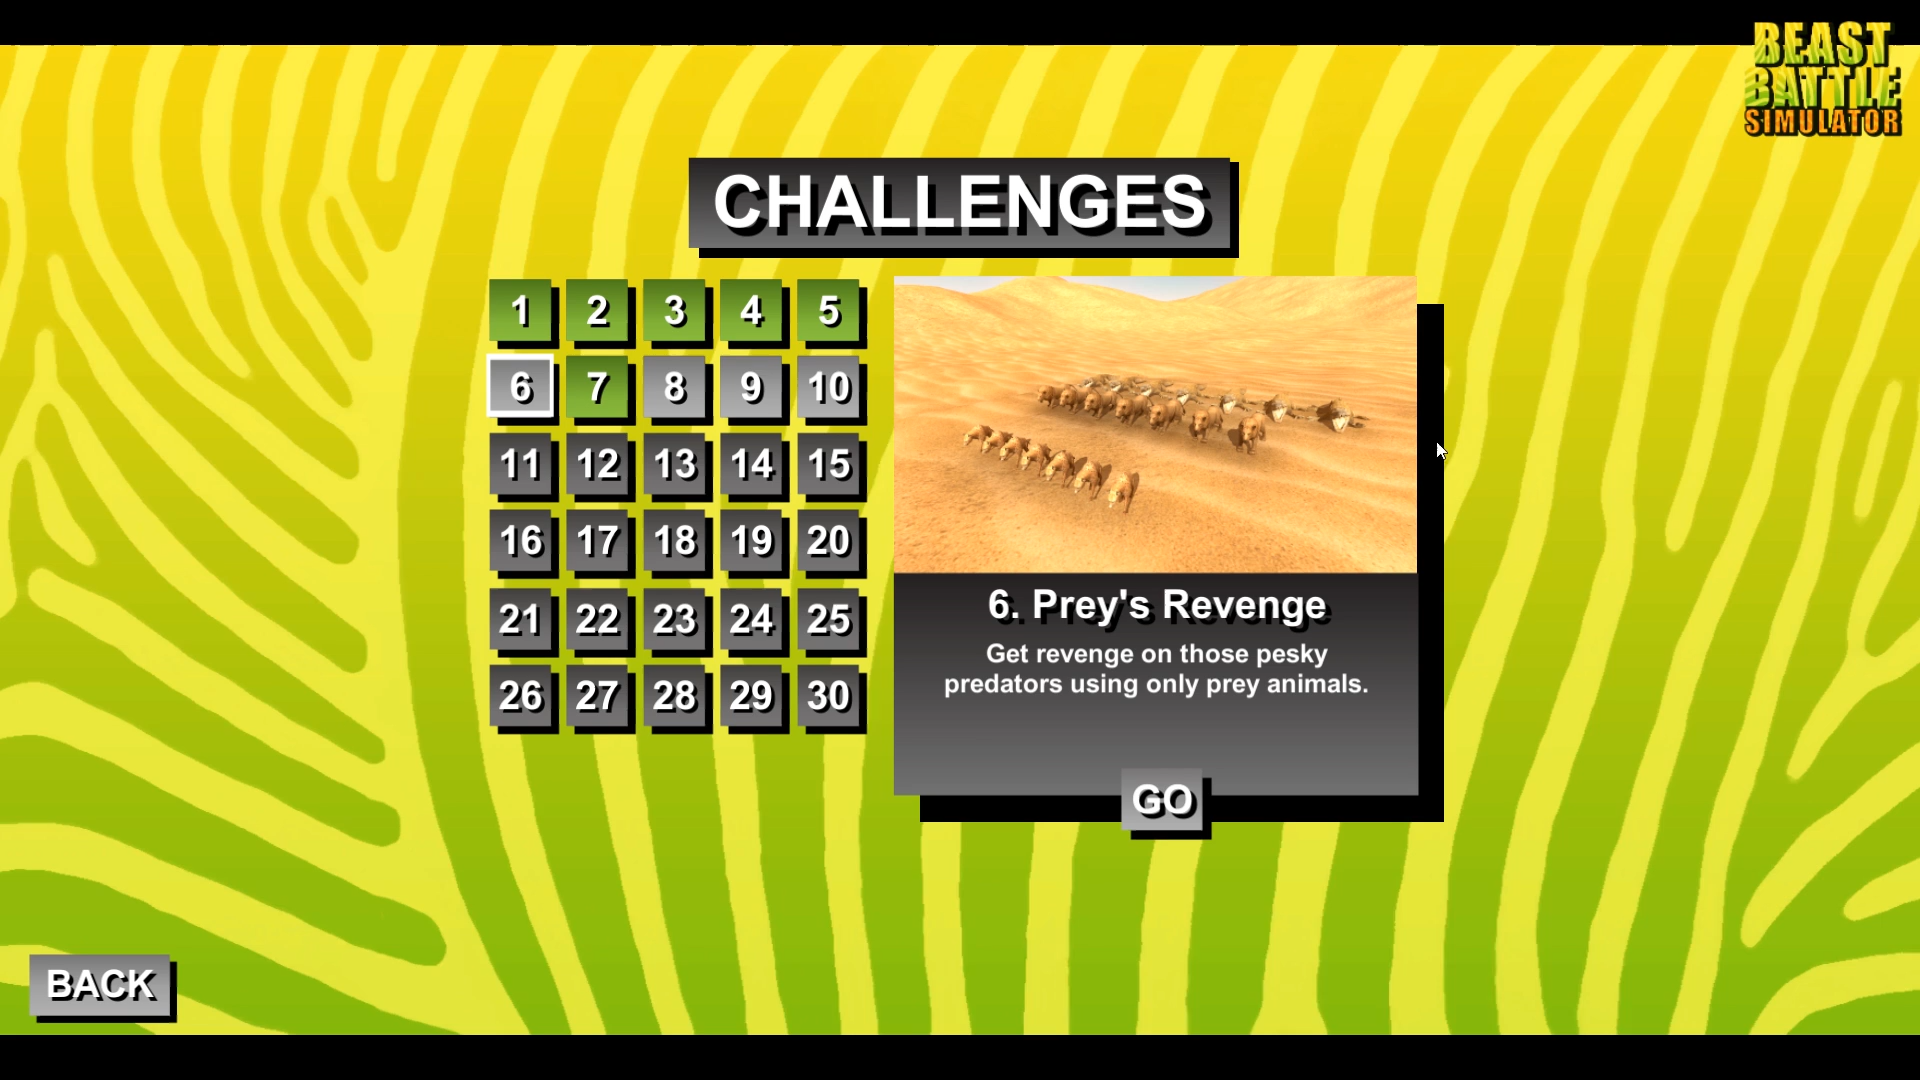 BEAST
BATTLE
SIMULATOR
CHALLENGES
1 2 3 4 5
6 7 8 9 10
11 12 13 14 15
16 17 18 19 20
21 22 23 24 25
26 27 28 29 30
6. Prey's Revenge
Get revenge on those pesky
predators using only prey animals.
GO
BACK